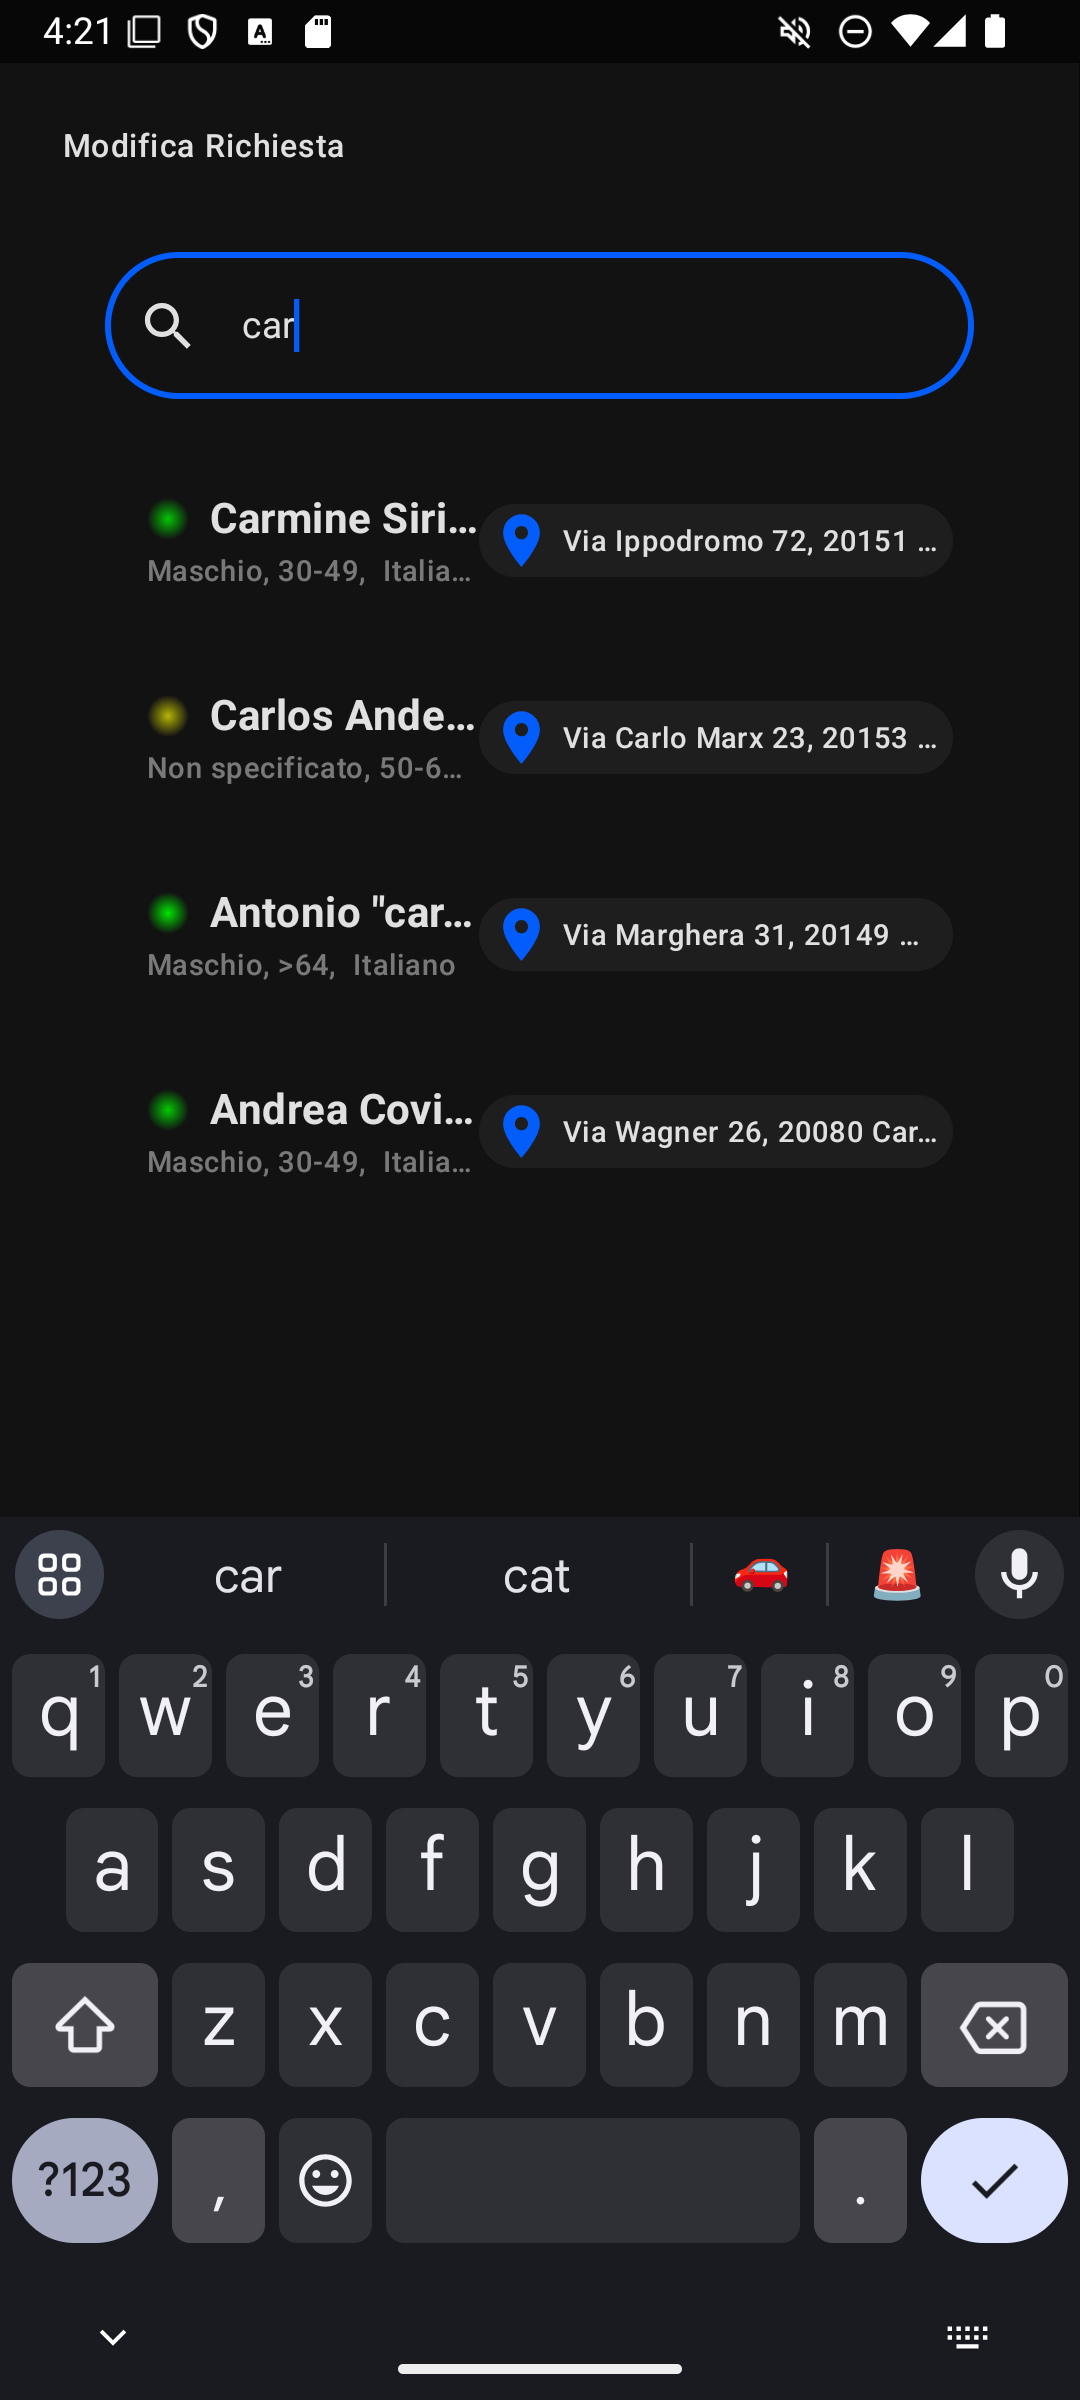 4:21
Modifica Richiesta
car
Carmine Siri...
Maschio, 30-49, Italia...
Via Ippodromo 72, 20151 ...
Carlos Ande...
Non specificato, 50-6...
Via Carlo Marx 23, 20153 ...
Antonio "car...
Maschio, >64, Italiano
Via Marghera 31, 20149 ...
Andrea Covi...
Maschio, 30-49, Italia...
Via Wagner 26, 20080 Car...
car cat
q1 w2 e3 r4 t5 y6 u7 i8 o9 p0
a s d f g h j k l
z x c v b n m
?123 , .